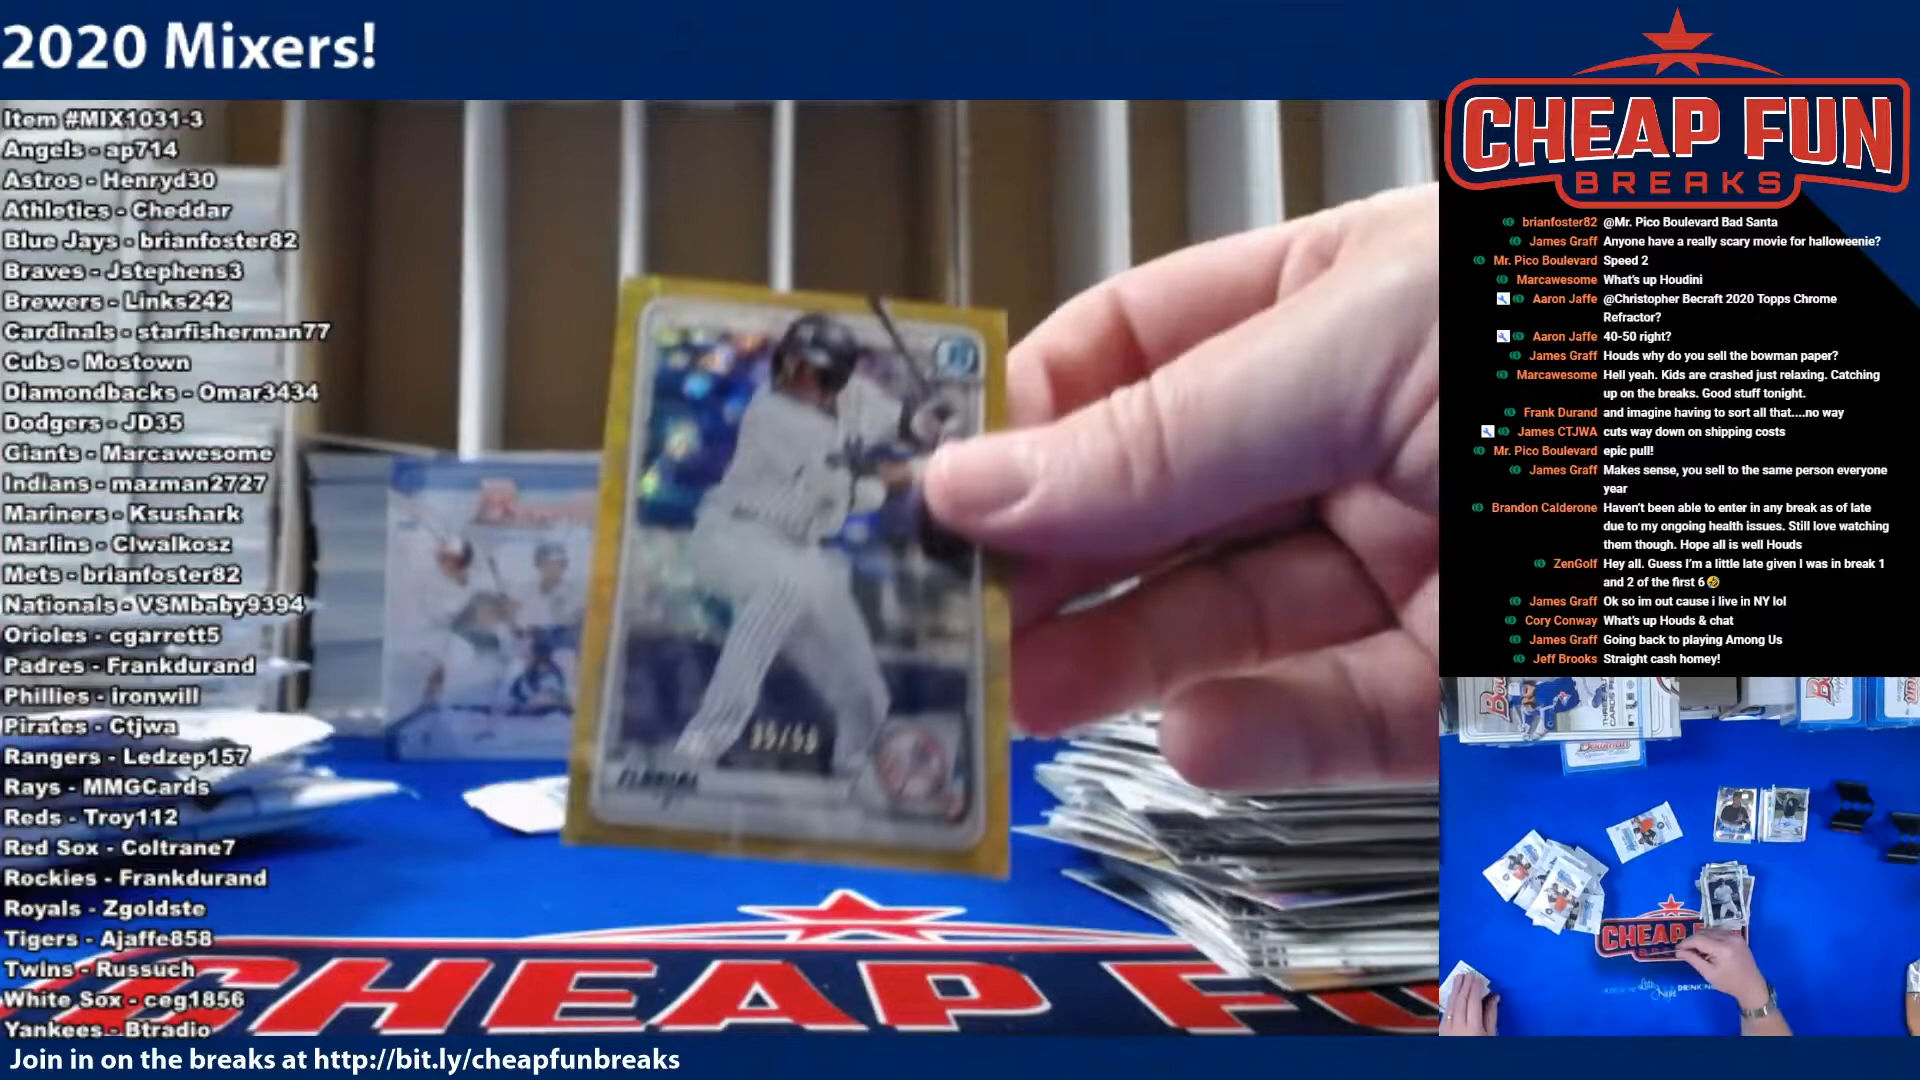 2020 Mixers!
Item #MIX1031-3
Angels - ap714
Astros - Henryd30
Athletics - Cheddar
Blue Jays - brianfoster82
Braves - Jstephens3
Brewers - Links242
Cardinals - starfisherman77
Cubs - Mostown
Diamondbacks - Omar3434
Dodgers - JD35
Giants - Marcawesome
Indians - mazman2727
Mariners - Ksushark
Marlins - Clwalkosz
Mets - brianfoster82
Nationals - VSMbaby9394
Orioles - cgarrett5
Padres - Frankdurand
Phillies - ironwill
Pirates - Ctjwa
Rangers - Ledzep157
Rays - MMGCards
Reds - Troy112
Red Sox - Coltrane7
Rockies - Frankdurand
Royals - Zgoldste
Tigers - Ajaffe858
Twins - Russuch
White Sox - ceg1856
Yankees - Btradio
Join in on the breaks at http://bit.ly/cheapfunbreaks
FLORIAL
CHEAP FU
CHEAP FUN
BREAKS
brianfoster82 @Mr. Pico Boulevard Bad Santa
James Graff Anyone have a really scary movie for halloweenie?
Mr. Pico Boulevard Speed 2
Marcawesome What's up Houdini
Aaron Jaffe @Christopher Becraft 2020 Topps Chrome
Refractor?
Aaron Jaffe 40-50 right?
James Graff Houds why do you sell the bowman paper?
Marcawesome Hell yeah. Kids are crashed just relaxing. Catching
up on the breaks. Good stuff tonight.
Frank Durand and imagine having to sort all that....no way
James CTJWA cuts way down on shipping costs
Mr. Pico Boulevard epic pull!
James Graff Makes sense, you sell to the same person everyone
year
Brandon Calderone Haven't been able to enter in any break as of late
due to my ongoing health issues. Still love watching
them though. Hope all is well Houds
ZenGolf Hey all. Guess I'm a little late given I was in break 1
and 2 of the first 6🤣
James Graff Ok so im out cause i live in NY lol
Cory Conway What's up Houds & chat
James Graff Going back to playing Among Us
Jeff Brooks Straight cash homey!
Bowman
CHEAP F